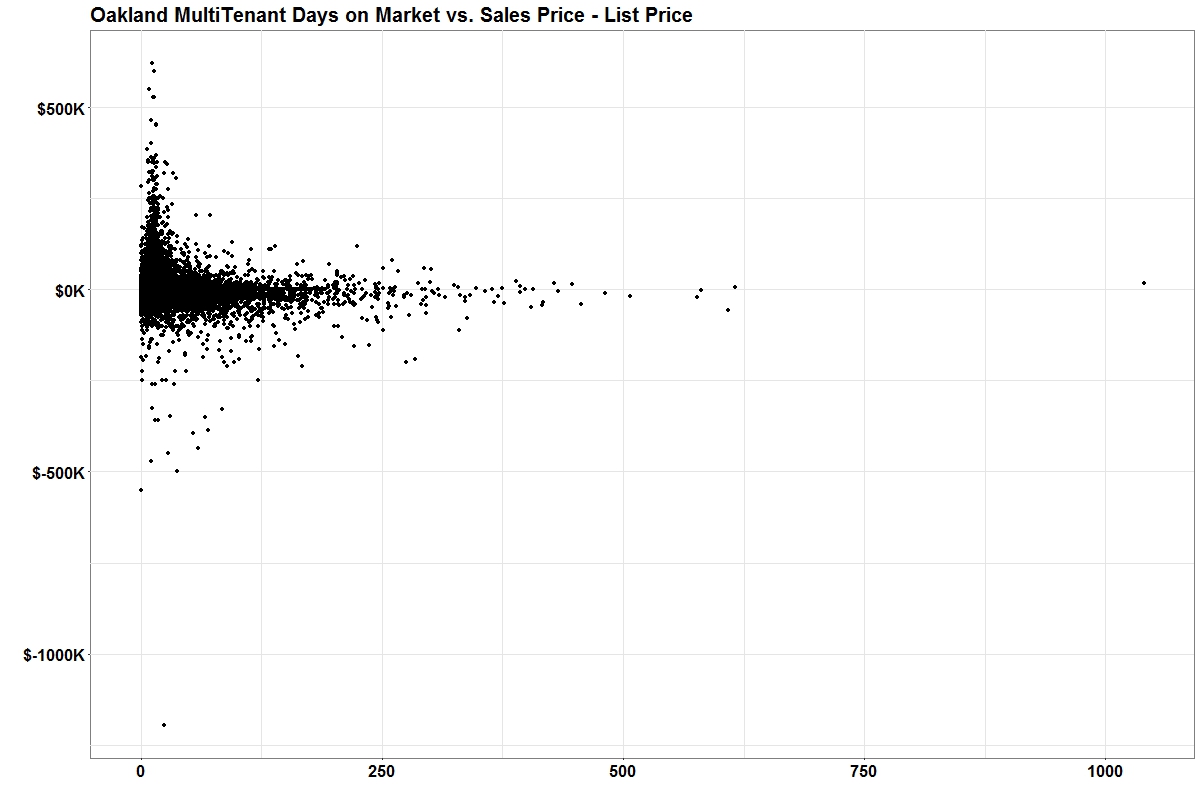 Oakland MultiTenant Days on Market vs. Sales Price - List Price
$500K
$0K
$-500K
$-1000K
0 250 500 750 1000